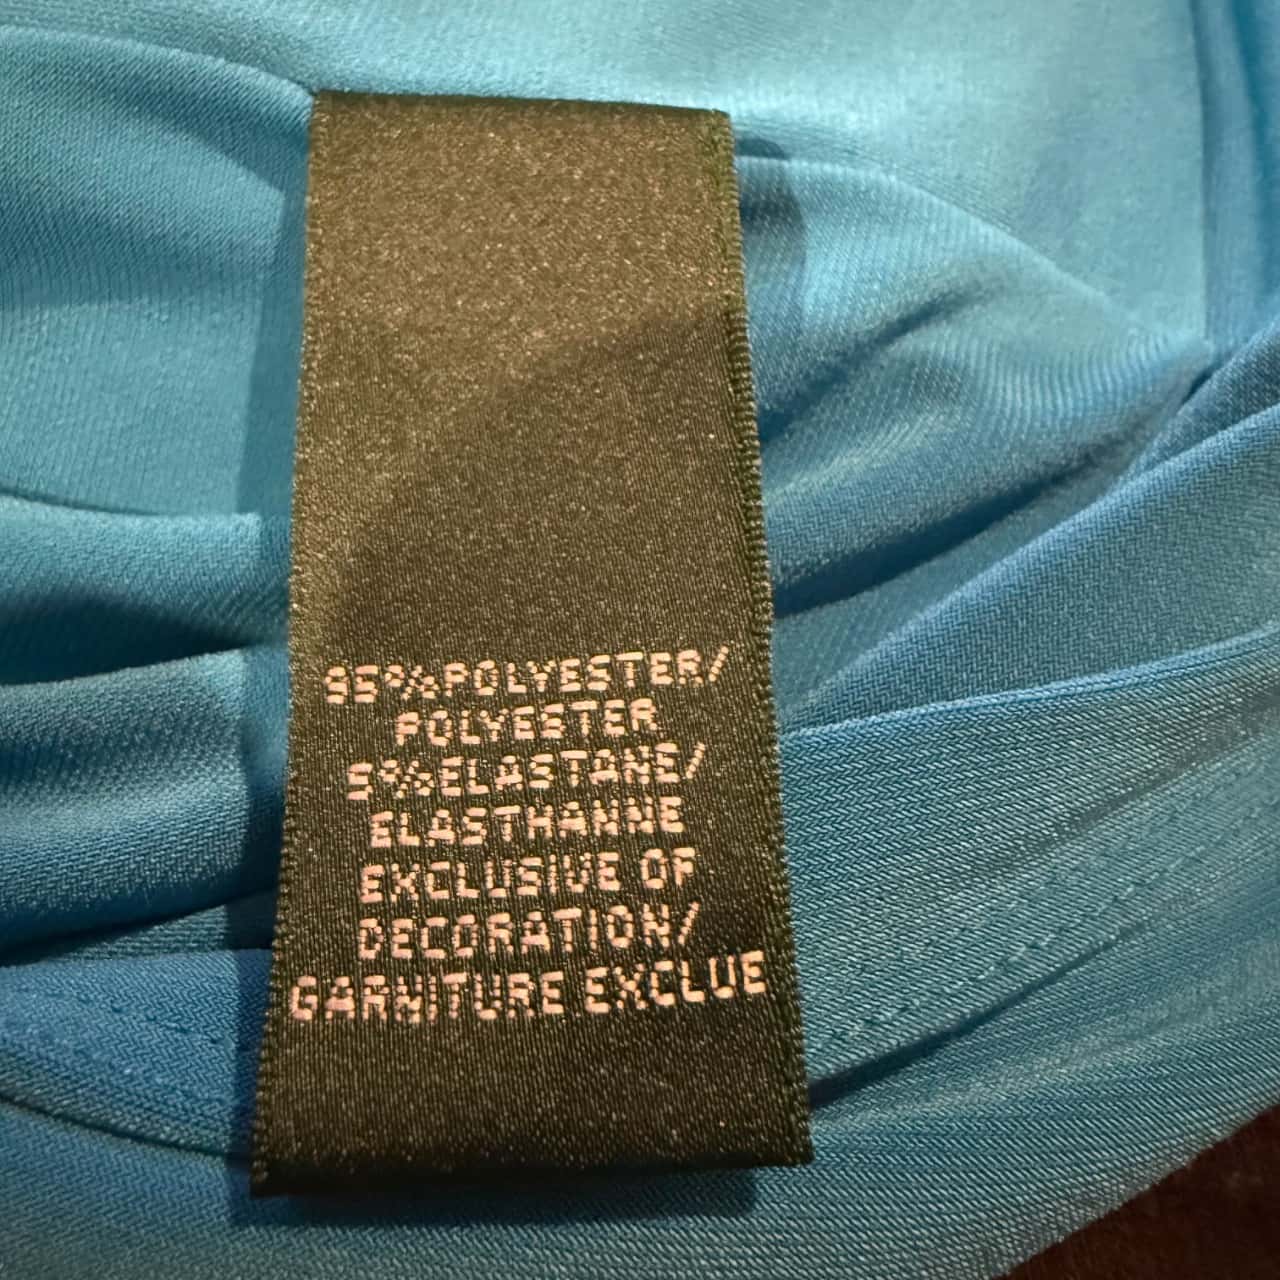 95%POLYESTER/
POLYESTER
5%ELASTANE/
ELASTHANNE
EXCLUSIVE OF
DECORATION/
GARNITURE EXCLUE